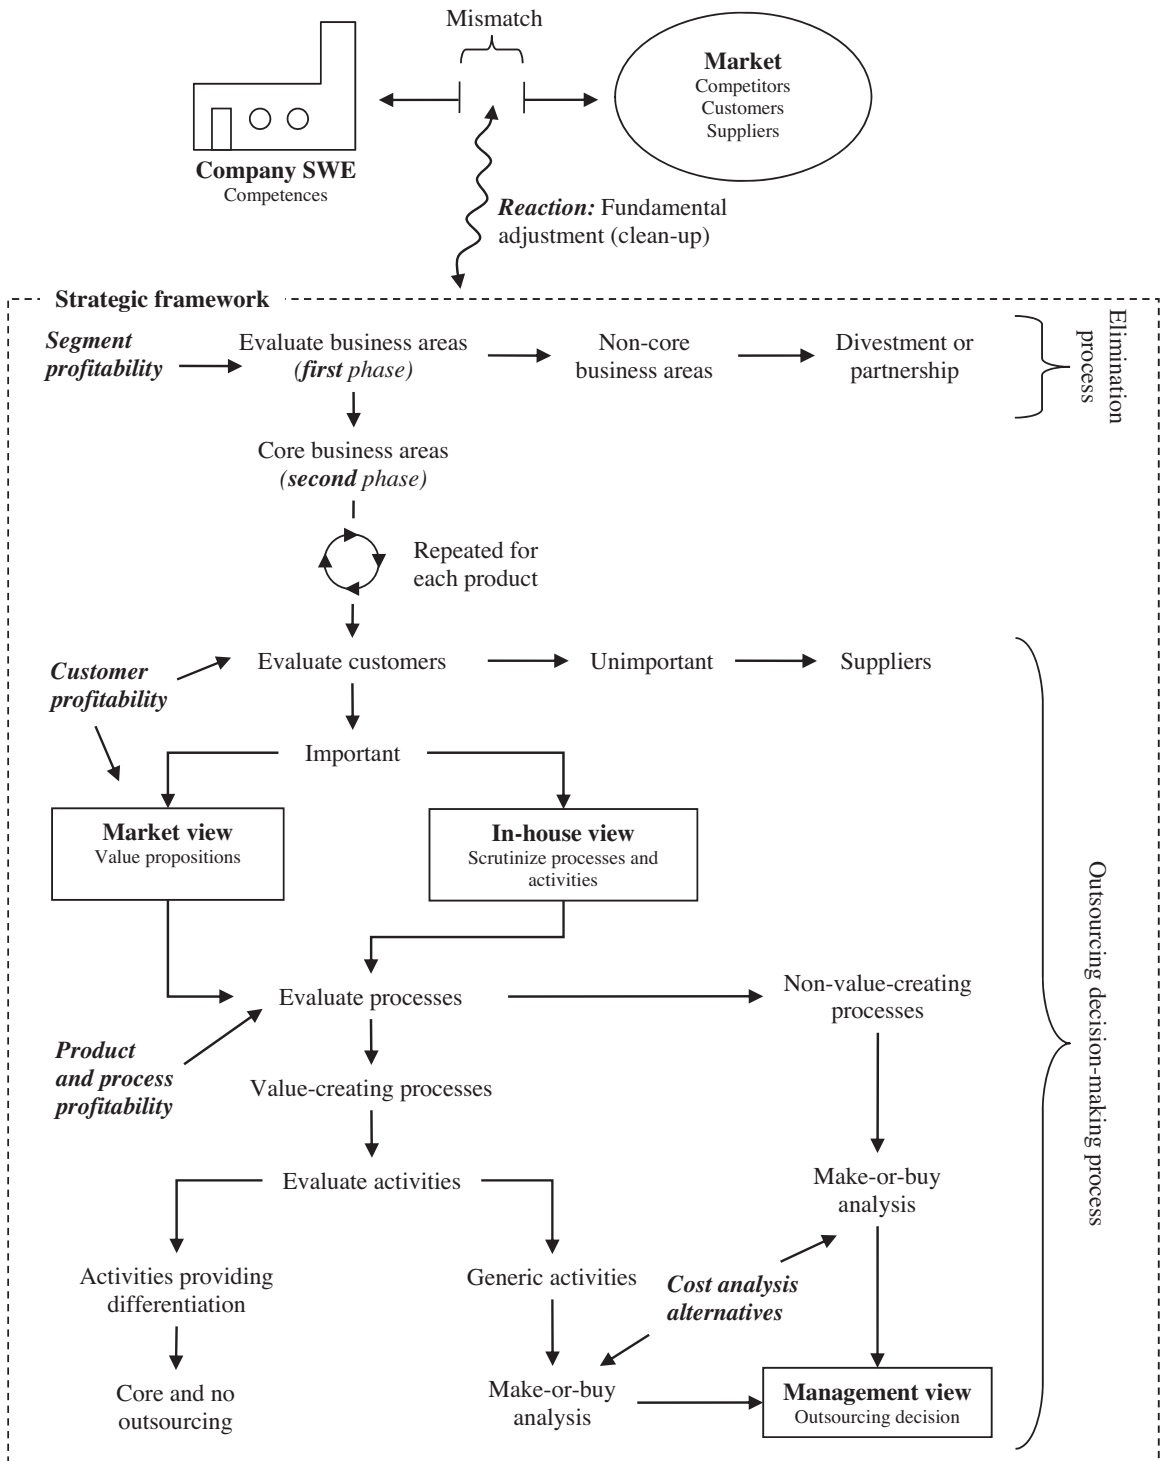 Mismatch
Market
Competitors
Customers
Suppliers
Company SWE
Competences
Reaction: Fundamental
adjustment (clean-up)
Strategic framework
Segment
profitability
Evaluate business areas
(first phase)
Non-core
business areas
Divestment or
partnership
Elimination
process
Core business areas
(second phase)
Repeated for
each product
Customer
profitability
Evaluate customers
Unimportant
Suppliers
Important
Market view
Value propositions
In-house view
Scrutinize processes and
activities
Outsourcing decision-making process
Evaluate processes
Non-value-creating
processes
Product
and process
profitability
Value-creating processes
Evaluate activities
Make-or-buy
analysis
Activities providing
differentiation
Generic activities
Cost analysis
alternatives
Core and no
outsourcing
Make-or-buy
analysis
Management view
Outsourcing decision